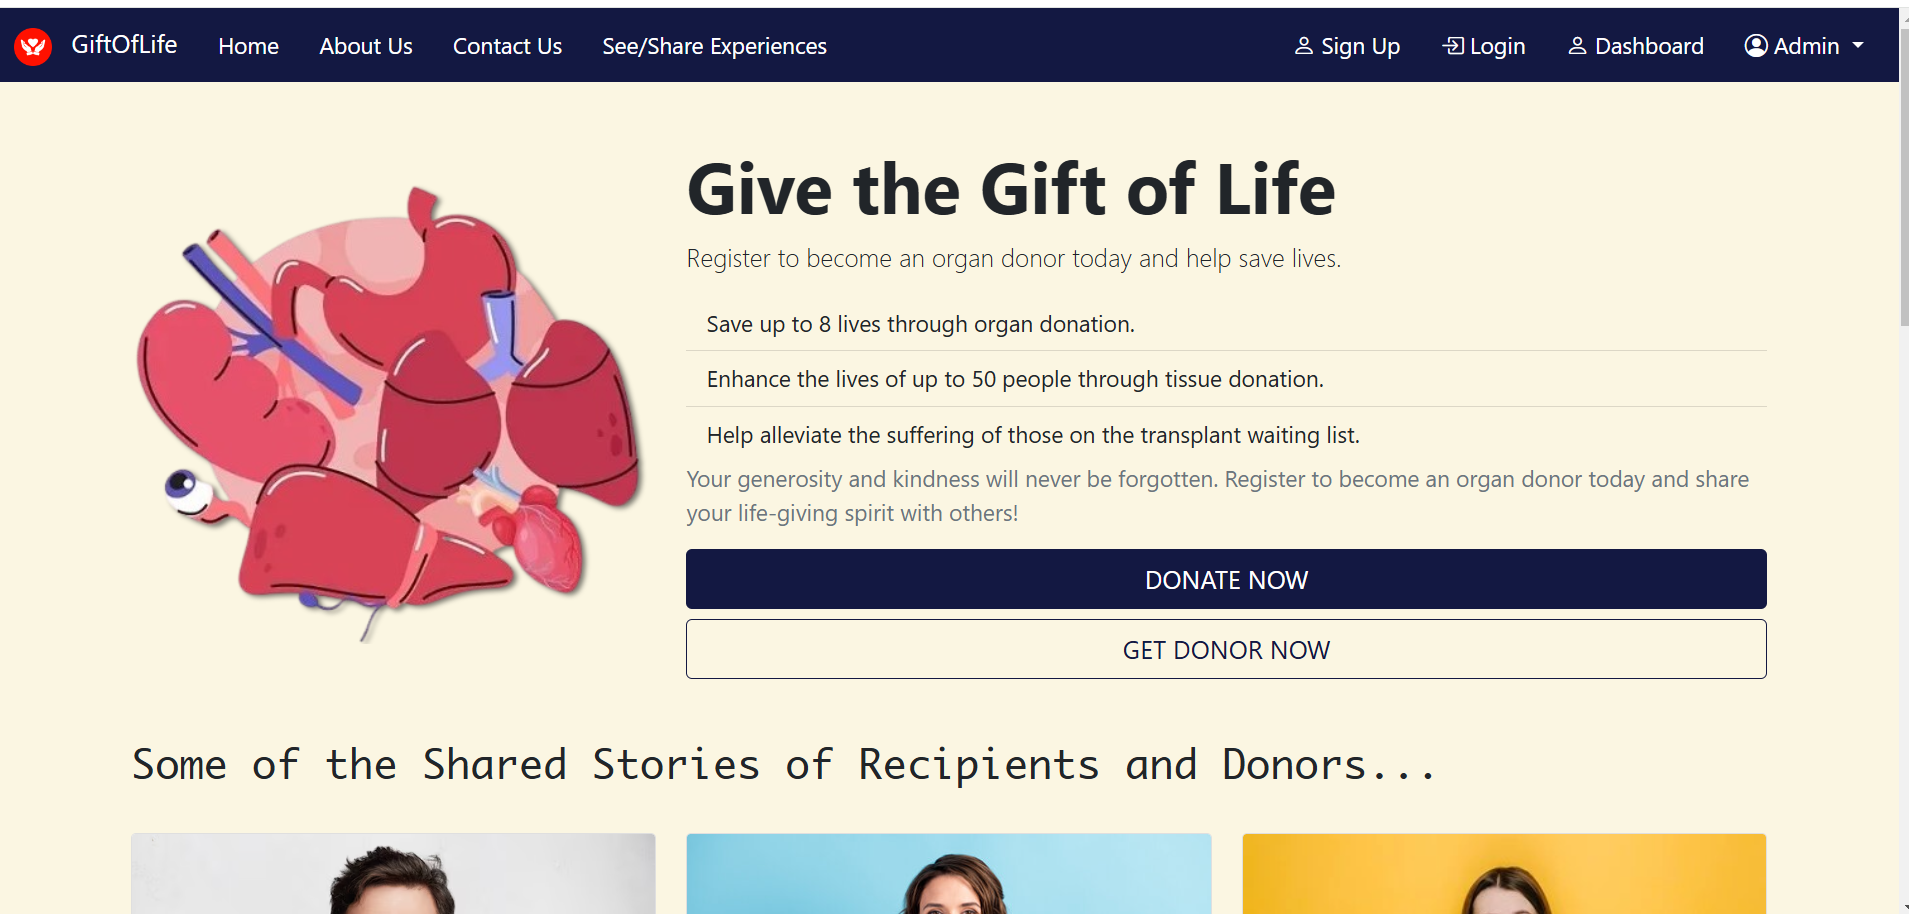 GiftOfLife Home About Us Contact Us See/Share Experiences Sign Up Login Dashboard Admin
Give the Gift of Life
Register to become an organ donor today and help save lives.
Save up to 8 lives through organ donation.
Enhance the lives of up to 50 people through tissue donation.
Help alleviate the suffering of those on the transplant waiting list.
Your generosity and kindness will never be forgotten. Register to become an organ donor today and share
your life-giving spirit with others!
DONATE NOW
GET DONOR NOW
Some of the Shared Stories of Recipients and Donors...